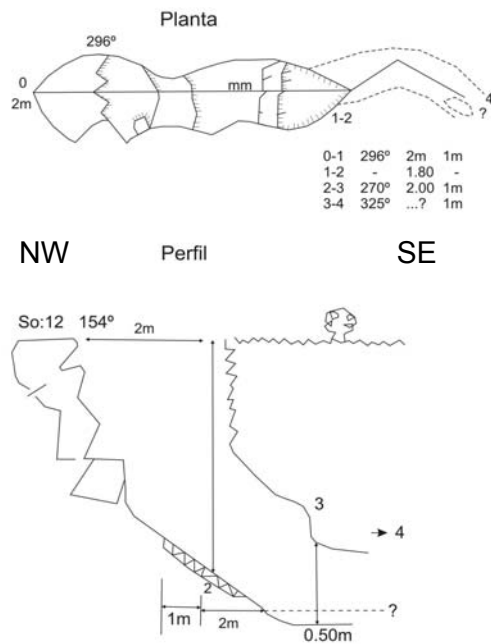 Planta
296º
0
2m
mm
1-2
4
?
0-1 296º 2m 1m
1-2 - 1.80 -
2-3 270º 2.00 1m
3-4 325º ...? 1m
NW Perfil SE
So:12 154º
2m
3
4
2
1m
2m
?
0.50m